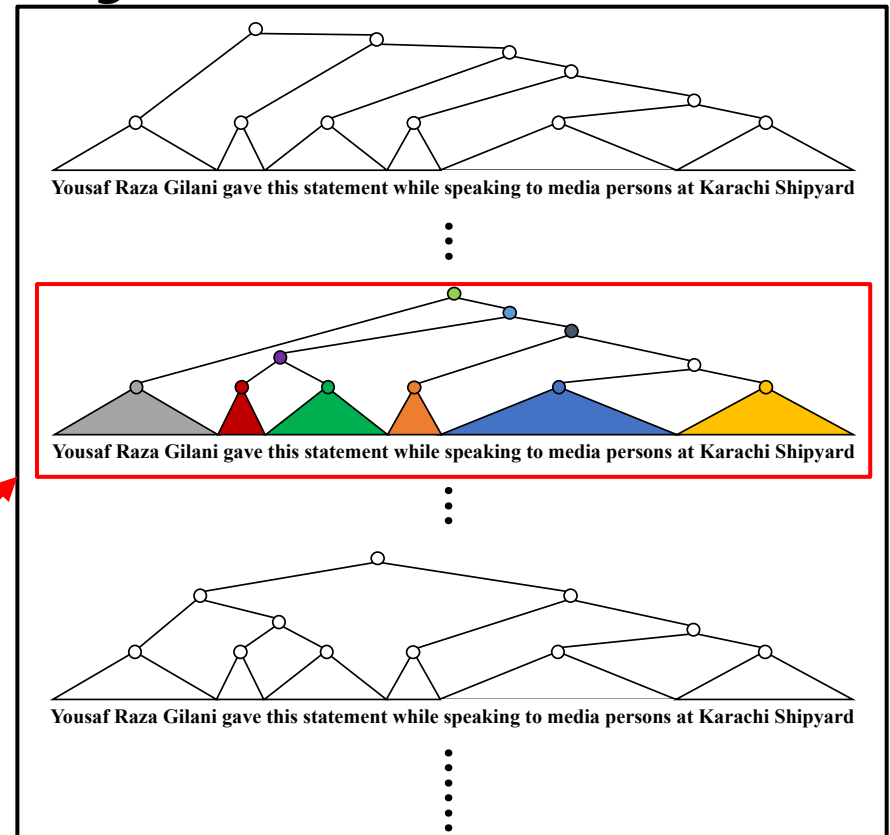 Yousaf Raza Gilani gave this statement while speaking to media persons at Karachi Shipyard
Yousaf Raza Gilani gave this statement while speaking to media persons at Karachi Shipyard
Yousaf Raza Gilani gave this statement while speaking to media persons at Karachi Shipyard